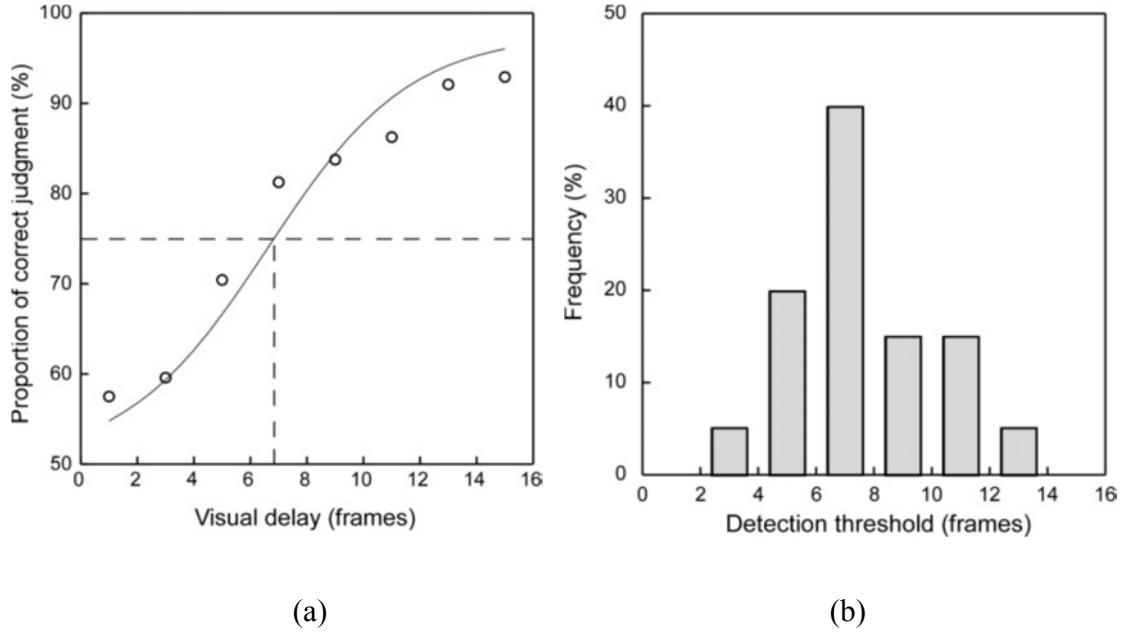 100
90
80
70
60
50
0 2 4 6 8 10 12 14 16
Proportion of correct judgment (%)
Visual delay (frames)
(a)
50
40
30
20
10
0
0 2 4 6 8 10 12 14 16
Frequency (%)
Detection threshold (frames)
(b)